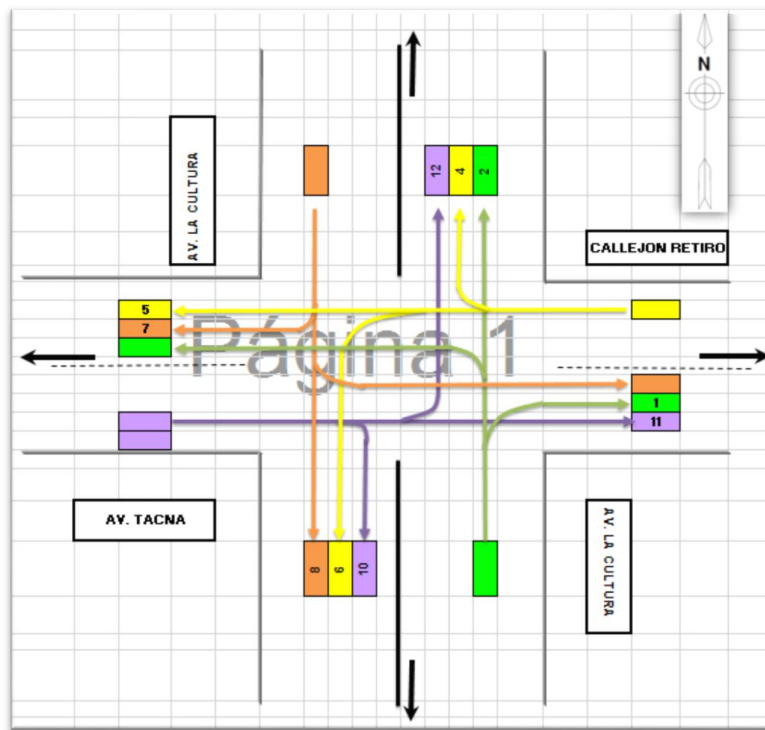 N
AV. LA CULTURA
12
4
2
CALLEJON RETIRO
5
7
Página 1
1
11
AV. TACNA
8
6
10
AV. LA CULTURA